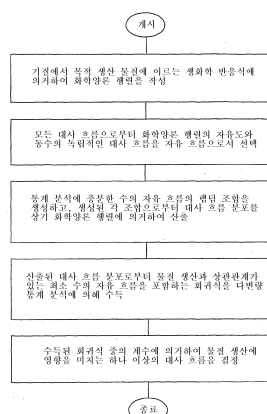 개시
기질에서 목적 생산 물질에 이르는 생화학 반응식에
의거하여 화학양론 행렬을 작성
모든 대사 흐름으로부터 화학양론 행렬의 자유도와
동수의 독립적인 대사 흐름을 자유 흐름으로서 선택
통계 분석에 충분한 수의 자유 흐름의 랜덤 조합을
생성하고, 생성된 각 조합으로부터 대사 흐름 분포를
상기 화학양론 행렬에 의거하여 산출
산출된 대사 흐름 분포로부터 물질 생산과 상관관계가
있는 최소 수의 자유 흐름을 포함하는 회귀식을 다변량
통계 분석에 의해 수득
수득된 회귀식 중의 계수에 의거하여 물질 생산에
영향을 미치는 하나 이상의 대사 흐름을 결정
종료